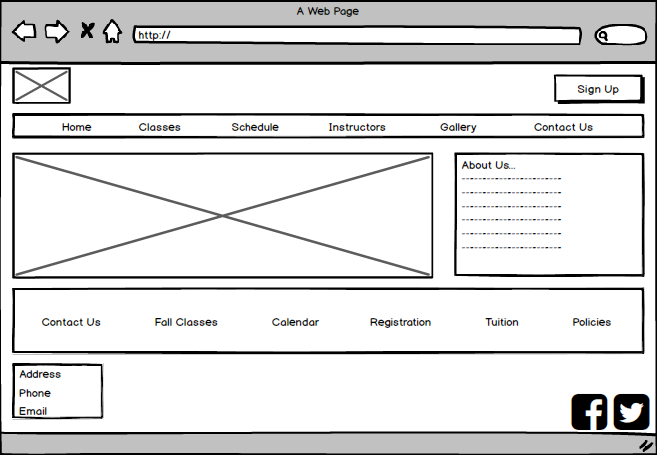 A Web Page
http://
Sign Up
Home Classes Schedule Instructors Gallery Contact Us
About Us...
Contact Us Fall Classes Calendar Registration Tuition Policies
Address
Phone
Email